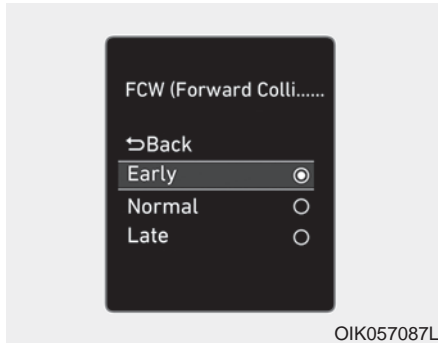 FCW (Forward Colli......
⮌Back
Early
Normal
Late
OIK057087L